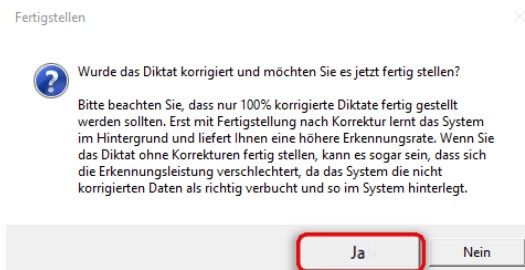 Fertigstellen
Wurde das Diktat korrigiert und möchten Sie es jetzt fertig stellen?
Bitte beachten Sie, dass nur 100% korrigierte Diktate fertig gestellt
werden sollten. Erst mit Fertigstellung nach Korrektur lernt das System
im Hintergrund und liefert Ihnen eine höhere Erkennungsrate. Wenn Sie
das Diktat ohne Korrekturen fertig stellen, kann es sogar sein, dass sich
die Erkennungsleistung verschlechtert, da das System die nicht
korrigierten Daten als richtig verbucht und so im System hinterlegt.
Ja
Nein